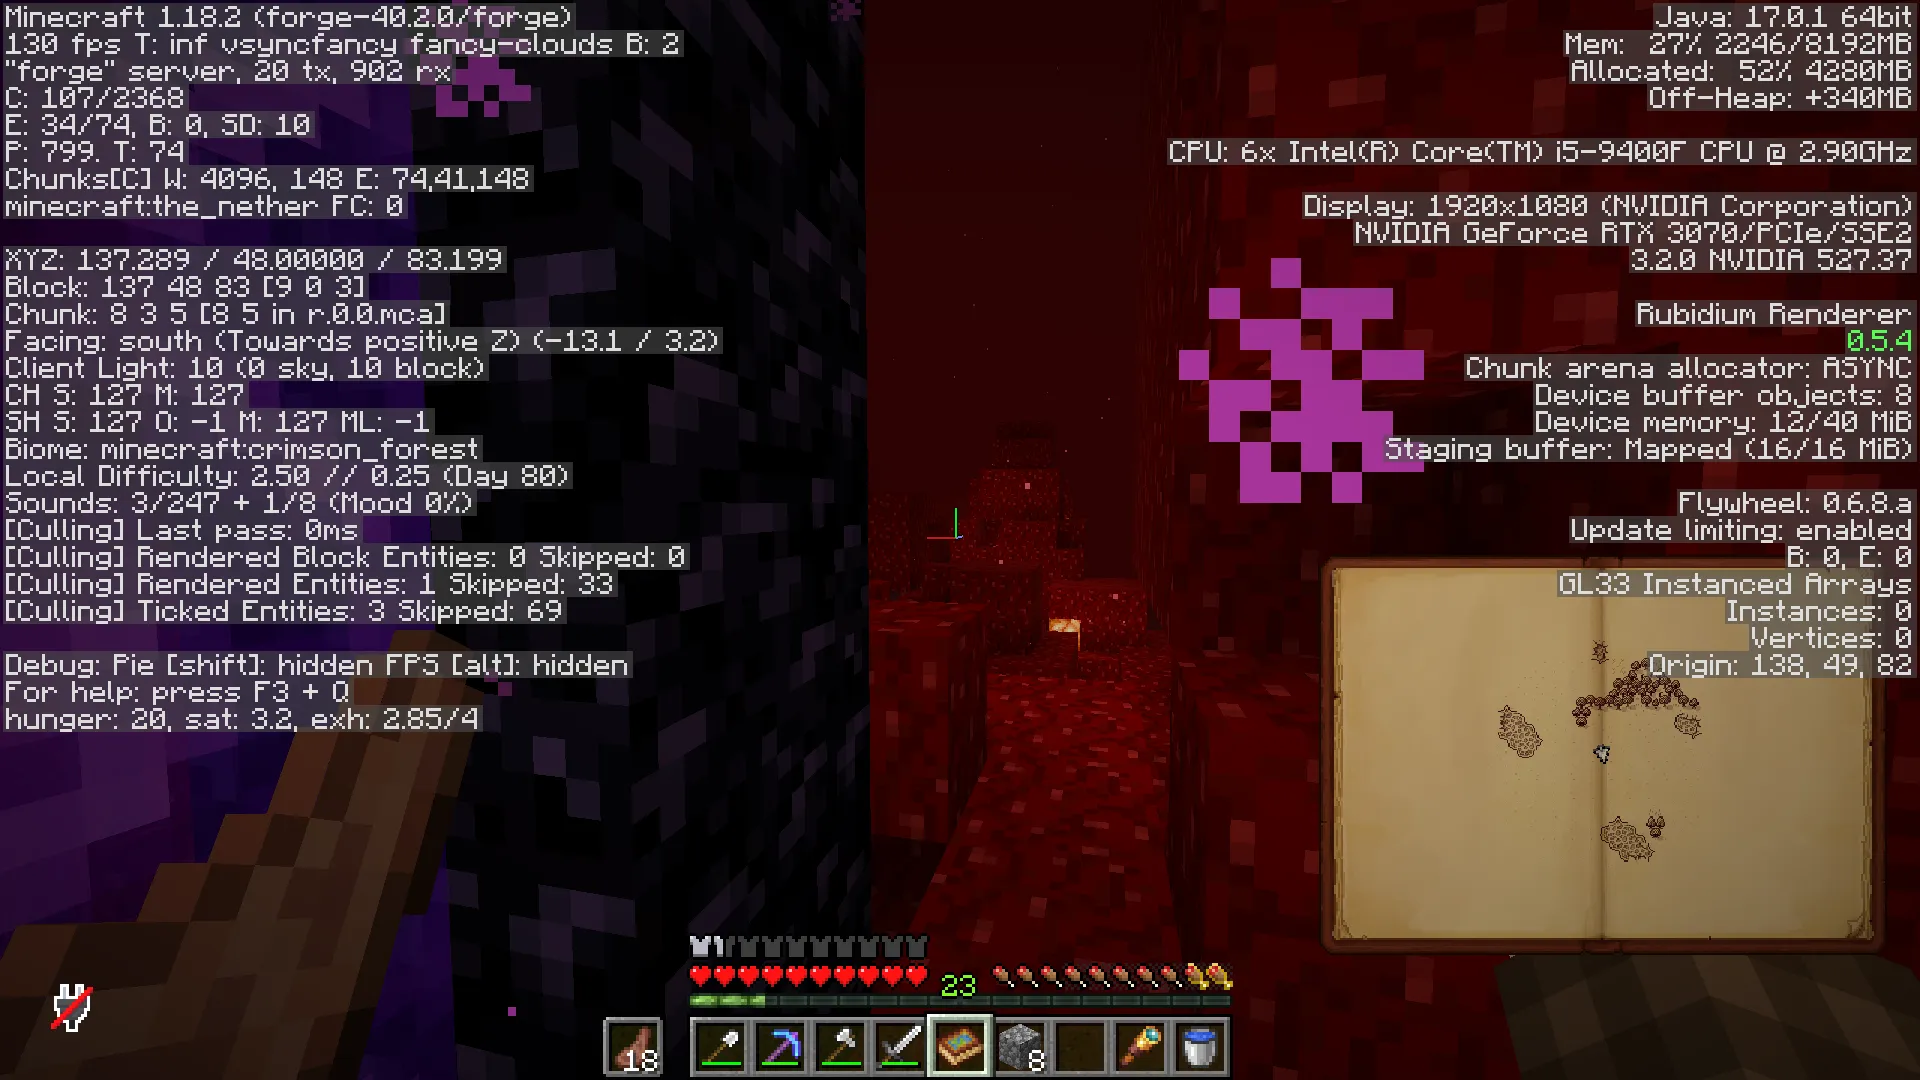 Minecraft 1.18.2 (forge-40.2.0/forge)
130 fps T: inf vsyncfancy fancy-clouds B: 2
"forge" server, 20 tx, 902 rx
C: 107/2368
E: 34/74, B: 0, SD: 10
P: 799. T: 74
Chunks[C] W: 4096, 148 E: 74,41,148
minecraft:the_nether FC: 0
XYZ: 137.289 / 48.00000 / 83.199
Block: 137 48 83 [9 0 3]
Chunk: 8 3 5 [8 5 in r.0.0.mca]
Facing: south (Towards positive Z) (-13.1 / 3.2)
Client Light: 10 (0 sky, 10 block)
CH S: 127 M: 127
SH S: 127 O: -1 M: 127 ML: -1
Biome: minecraft:crimson_forest
Local Difficulty: 2.50 // 0.25 (Day 80)
Sounds: 3/247 + 1/8 (Mood 0%)
[Culling] Last pass: 0ms
[Culling] Rendered Block Entities: 0 Skipped: 0
[Culling] Rendered Entities: 1 Skipped: 33
[Culling] Ticked Entities: 3 Skipped: 69
Debug: Pie [shift]: hidden FPS [alt]: hidden
For help: press F3 + Q
hunger: 20, sat: 3.2, exh: 2.85/4
Java: 17.0.1 64bit
Mem: 27% 2246/8192MB
Allocated: 52% 4280MB
Off-Heap: +340MB
CPU: 6x Intel(R) Core(TM) i5-9400F CPU @ 2.90GHz
Display: 1920x1080 (NVIDIA Corporation)
NVIDIA GeForce RTX 3070/PCIe/SSE2
3.2.0 NVIDIA 527.37
Rubidium Renderer
0.5.4
Chunk arena allocator: ASYNC
Device buffer objects: 8
Device memory: 12/40 MiB
Staging buffer: Mapped (16/16 MiB)
Flywheel: 0.6.8.a
Update limiting: enabled
B: 0, E: 0
GL33 Instanced Arrays
Instances: 0
Vertices: 0
Origin: 138, 49, 82
23
18
8